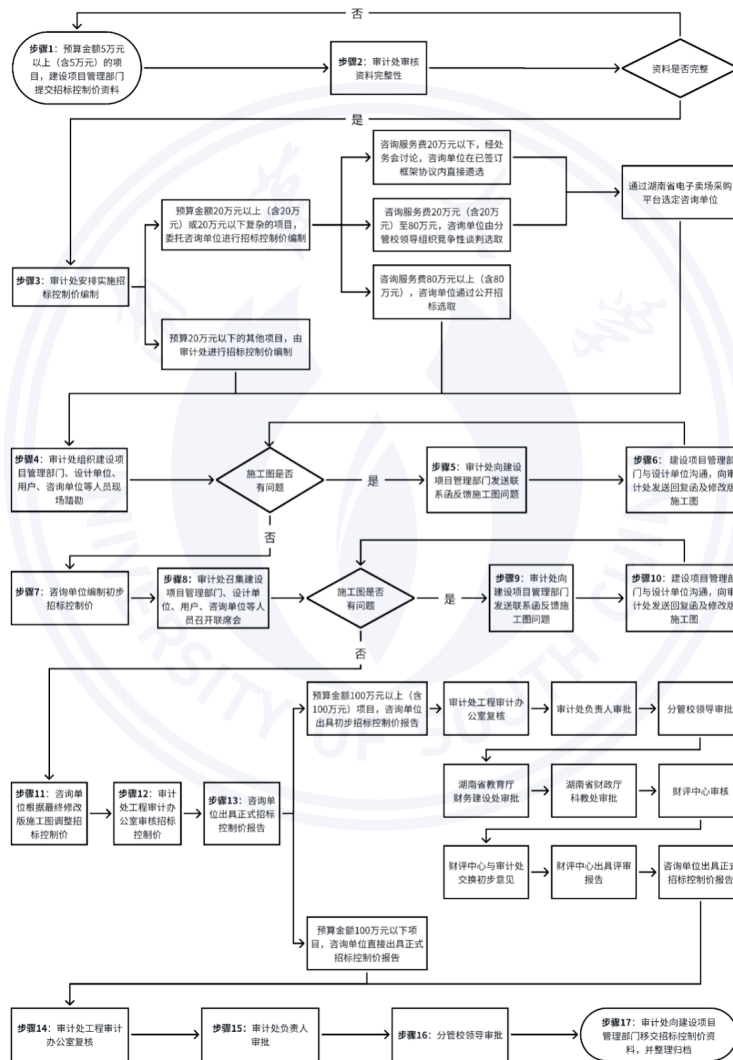 否
步骤1：预算金额5万元
以上（含5万元）的项
目，建设项目管理部门
提交招标控制价资料
步骤2：审计处审核
资料完整性
资料是否完整
是
咨询服务费20万元以下，经处
务会讨论，咨询单位在已签订
框架协议内直接遴选
预算金额20万元以上（含20万
元）或20万元以下复杂的项目，
委托咨询单位进行招标控制价编制
咨询服务费20万元（含20万
元）至80万元，咨询单位由分
管校领导组织竞争性谈判选取
通过湖南省电子卖场采购
平台选定咨询单位
步骤3：审计处安排实施招
标控制价编制
咨询服务费80万元以上（含80
万元），咨询单位通过公开招
标选取
预算20万元以下的其他项目，由
审计处进行招标控制价编制
步骤4：审计处组织建设项
目管理部门、设计单位、
用户、咨询单位等人员现
场踏勘
施工图是否
有问题
是
步骤5：审计处向建设
项目管理部门发送联
系函反馈施工图问题
步骤6：建设项目管理部
门与设计单位沟通，向审
计处发送回复函及修改版
施工图
否
步骤7：咨询单位编制初步
招标控制价
步骤8：审计处召集建设
项目管理部门、设计单
位、用户、咨询单位等人
员召开联席会
施工图是否
有问题
是
步骤9：审计处向
建设项目管理部门
发送联系函反馈施
工图问题
步骤10：建设项目管理部
门与设计单位沟通，向审
计处发送回复函及修改版
施工图
否
预算金额100万元以上（含
100万元）项目，咨询单位
出具初步招标控制价报告
审计处工程审计办
公室复核
审计处负责人审批
分管校领导审批
湖南省教育厅
财务建设处审批
湖南省财政厅
科教处审批
财评中心审核
步骤11：咨询单
位根据最终修改
版施工图调整招
标控制价
步骤12：审计
处工程审计办
公室审核招标
控制价
步骤13：咨询单
位出具正式招标
控制价报告
财评中心与审计处
交换初步意见
财评中心出具评审
报告
咨询单位出具正式
招标控制价报告
预算金额100万元以下项
目，咨询单位直接出具正式
招标控制价报告
步骤14：审计处工程审计
办公室复核
步骤15：审计处负责人
审批
步骤16：分管校领导审批
步骤17：审计处向建设项目
管理部门移交招标控制价资
料，并整理归档
UNIVERSITY OF SOUTH CHINA